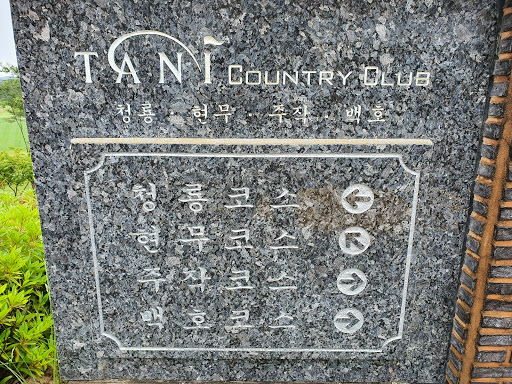 TANI COUNTRY CLUB
청룡 · 현무 · 주작 · 백호
청룡코스 ←
현무코스 ↖
주작코스 →
백호코스 →